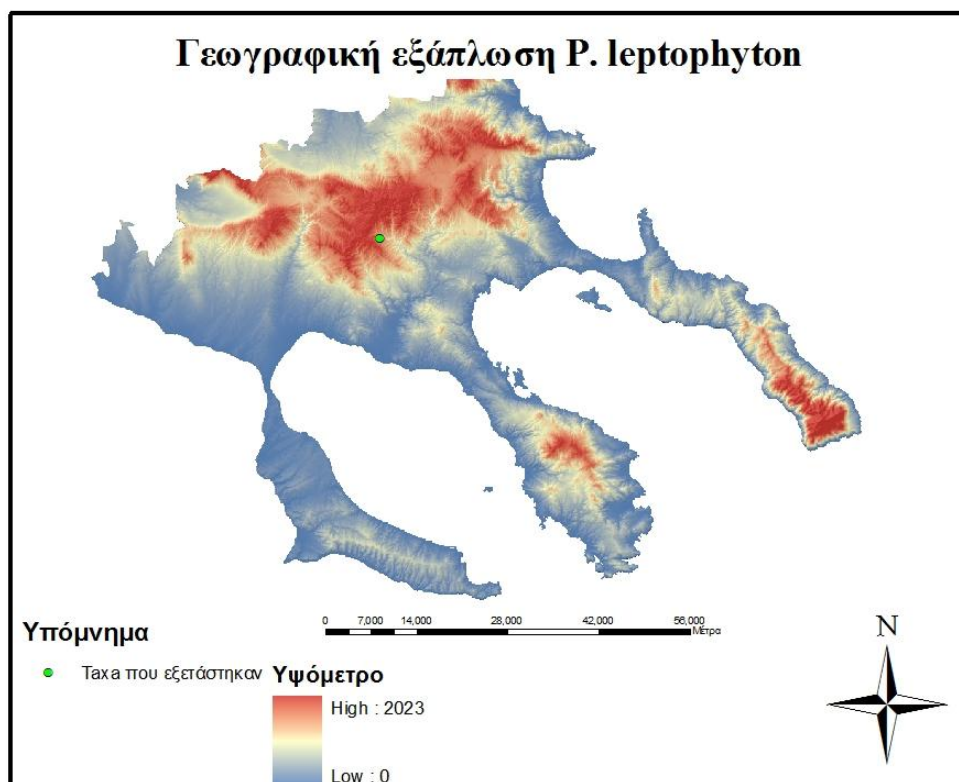 Γεωγραφική εξάπλωση P. leptophyton
Υπόμνημα
Taxa που εξετάστηκαν
Υψόμετρο
High : 2023
Low : 0
0 7,000 14,000 28,000 42,000 56,000
Μέτρα
N